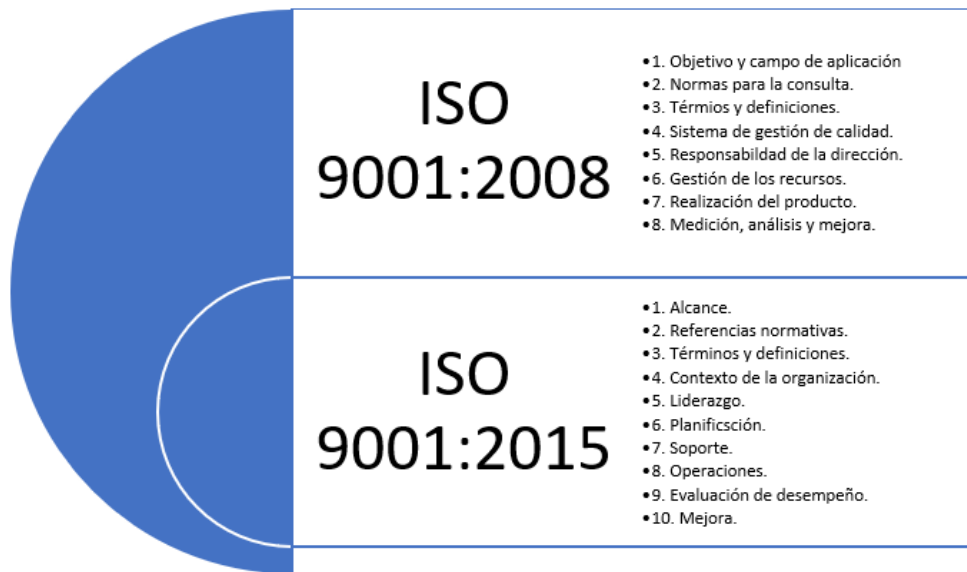 ISO
9001:2008
•1. Objetivo y campo de aplicación
•2. Normas para la consulta.
•3. Térmios y definiciones.
•4. Sistema de gestión de calidad.
•5. Responsabildad de la dirección.
•6. Gestión de los recursos.
•7. Realización del producto.
•8. Medición, análisis y mejora.
ISO
9001:2015
•1. Alcance.
•2. Referencias normativas.
•3. Términos y definiciones.
•4. Contexto de la organización.
•5. Liderazgo.
•6. Planificsción.
•7. Soporte.
•8. Operaciones.
•9. Evaluación de desempeño.
•10. Mejora.